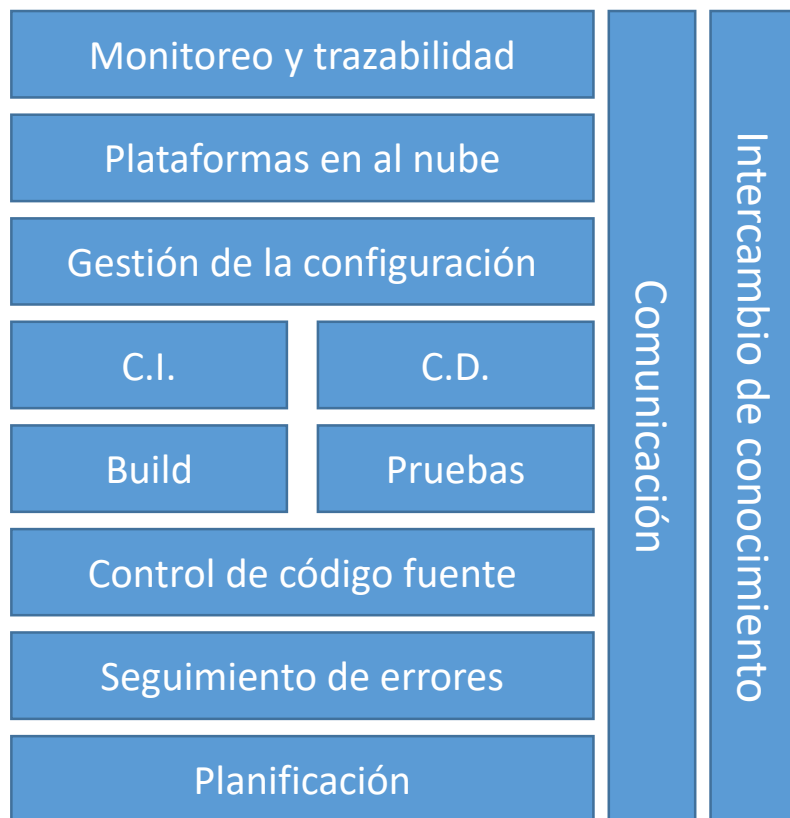 Monitoreo y trazabilidad
Plataformas en al nube
Gestión de la configuración
C.I.
C.D.
Build
Pruebas
Control de código fuente
Seguimiento de errores
Planificación
Comunicación
Intercambio de conocimiento